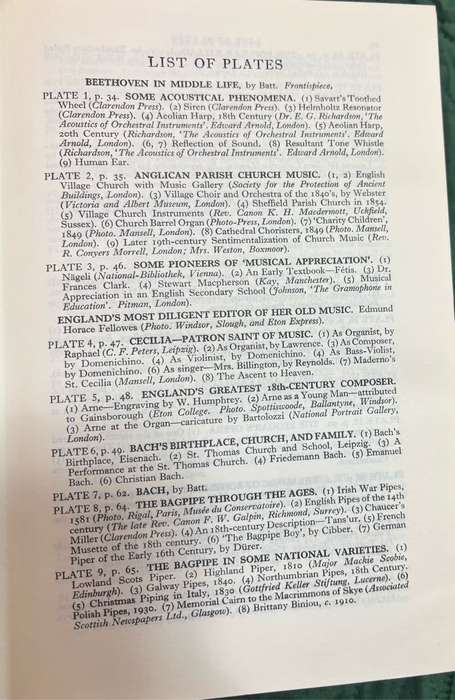 LIST OF PLATES
BEETHOVEN IN MIDDLE LIFE, by Batt. Frontispiece,
PLATE 1, p. 34. SOME ACOUSTICAL PHENOMENA. (1) Savart's Toothed
Wheel (Clarendon Press). (2) Siren (Clarendon Press). (3) Helmholtz Resonator
(Clarendon Press). (4) Aeolian Harp, 18th Century (Dr. E. G. Richardson, 'The
Acoustics of Orchestral Instruments'. Edward Arnold, London). (5) Aeolian Harp,
20th Century (Richardson, 'The Acoustics of Orchestral Instruments'. Edward
Arnold, London). (6, 7) Reflection of Sound. (8) Resultant Tone Whistle
(Richardson, 'The Acoustics of Orchestral Instruments'. Edward Arnold, London).
(9) Human Ear.
PLATE 2, p. 35. ANGLICAN PARISH CHURCH MUSIC. (1, 2) English
Village Church with Music Gallery (Society for the Protection of Ancient
Buildings, London). (3) Village Choir and Orchestra of the 1840's, by Webster
(Victoria and Albert Museum, London). (4) Sheffield Parish Church in 1854.
(5) Village Church Instruments (Rev. Canon K. H. Macdermott, Uckfield,
Sussex). (6) Church Barrel Organ (Photo-Press, London). (7) 'Charity Children',
1849 (Photo. Mansell, London). (8) Cathedral Choristers, 1849 (Photo. Mansell,
London). (9) Later 19th-century Sentimentalization of Church Music (Rev.
R. Conyers Morrell, London; Mrs. Weston, Boxmoor).
PLATE 3, p. 46. SOME PIONEERS OF 'MUSICAL APPRECIATION'. (1)
Nägeli (National-Bibliothek, Vienna). (2) An Early Textbook—Fétis. (3) Dr.
Frances Clark. (4) Stewart Macpherson (Kay, Manchester). (5) Musical
Appreciation in an English Secondary School (Johnson, 'The Gramophone in
Education'. Pitman, London).
ENGLAND'S MOST DILIGENT EDITOR OF HER OLD MUSIC. Edmund
Horace Fellowes (Photo. Windsor, Slough, and Eton Express).
PLATE 4, p. 47. CECILIA—PATRON SAINT OF MUSIC. (1) As Organist, by
Raphael (C. F. Peters, Leipzig). (2) As Organist, by Lawrence. (3) As Composer,
by Domenichino. (4) As Violinist, by Domenichino. (4) As Bass-Violist,
by Domenichino. (6) As singer—Mrs. Billington, by Reynolds. (7) Maderno's
St. Cecilia (Mansell, London). (8) The Ascent to Heaven.
PLATE 5, p. 48. ENGLAND'S GREATEST 18th-CENTURY COMPOSER.
(1) Arne—Engraving by W. Humphrey. (2) Arne as a Young Man—attributed
to Gainsborough (Eton College. Photo. Spottiswoode, Ballantyne, Windsor).
(3) Arne at the Organ—caricature by Bartolozzi (National Portrait Gallery,
London).
PLATE 6, p. 49. BACH'S BIRTHPLACE, CHURCH, AND FAMILY. (1) Bach's
Birthplace, Eisenach. (2) St. Thomas Church and School, Leipzig. (3) A
Performance at the St. Thomas Church. (4) Friedemann Bach. (5) Emanuel
Bach. (6) Christian Bach.
PLATE 7, p. 62. BACH, by Batt.
PLATE 8, p. 64. THE BAGPIPE THROUGH THE AGES. (1) Irish War Pipes,
1581 (Photo. Rigal, Paris, Musée du Conservatoire). (2) English Pipes of the 14th
century (The late Rev. Canon F. W. Galpin, Richmond, Surrey). (3) Chaucer's
Miller (Clarendon Press). (4) An 18th-century Description—Tans'ur. (5) French
Musette of the 18th century. (6) 'The Bagpipe Boy', by Cibber. (7) German
Piper of the Early 16th Century, by Dürer.
PLATE 9, p. 65. THE BAGPIPE IN SOME NATIONAL VARIETIES. (1)
Lowland Scots Piper. (2) Highland Piper, 1810 (Major Mackie Scobie,
Edinburgh). (3) Galway Pipes, 1840. (4) Northumbrian Pipes, 18th Century.
(5) Christmas Piping in Italy, 1830 (Gottfried Keller Stiftung, Lucerne). (6)
Polish Pipes, 1930. (7) Memorial Cairn to the Macrimmons of Skye (Associated
Scottish Newspapers Ltd., Glasgow). (8) Brittany Biniou, c. 1910.